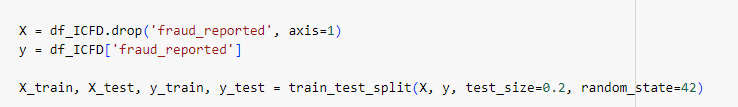 X = df_ICFD.drop('fraud_reported', axis=1)
y = df_ICFD['fraud_reported']
X_train, X_test, y_train, y_test = train_test_split(X, y, test_size=0.2, random_state=42)